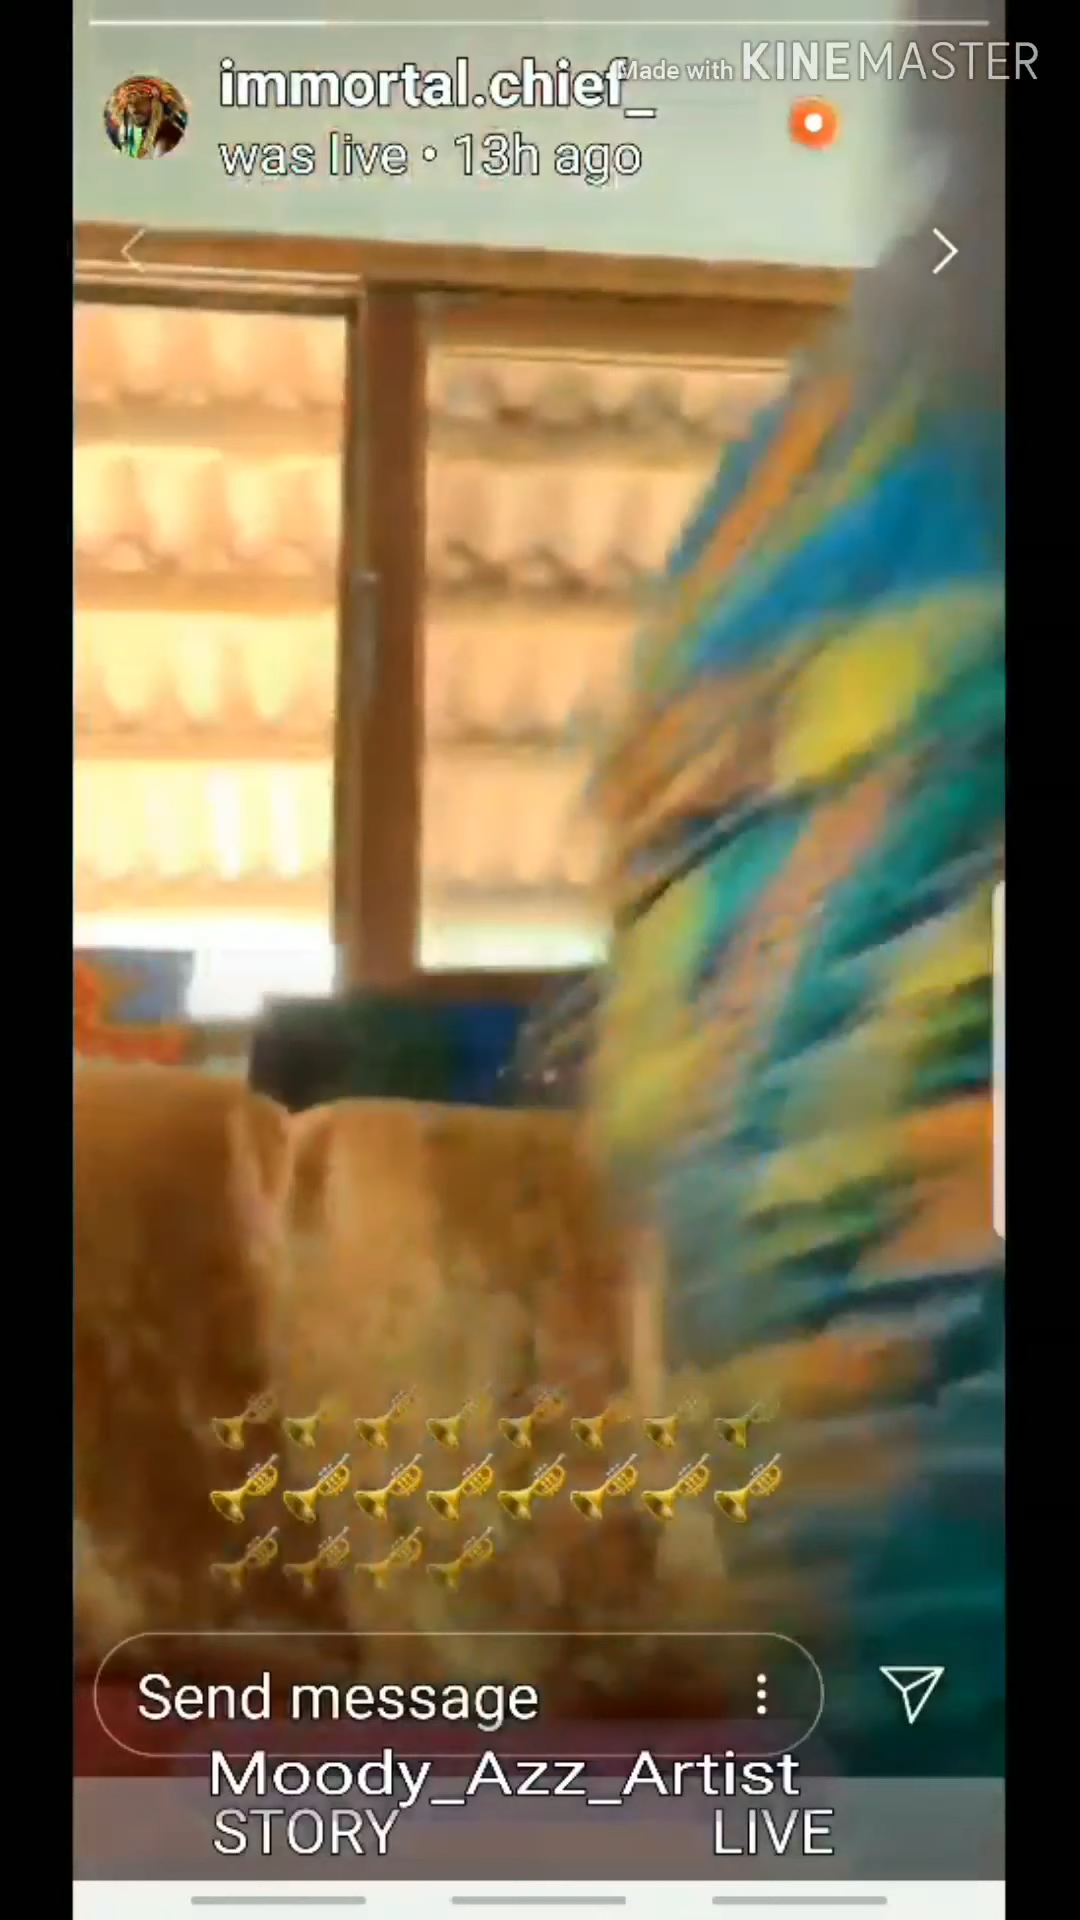 Made with KINEMASTER
immortal.chief_
was live • 13h ago
Send message
Moody_Azz_Artist
STORY LIVE